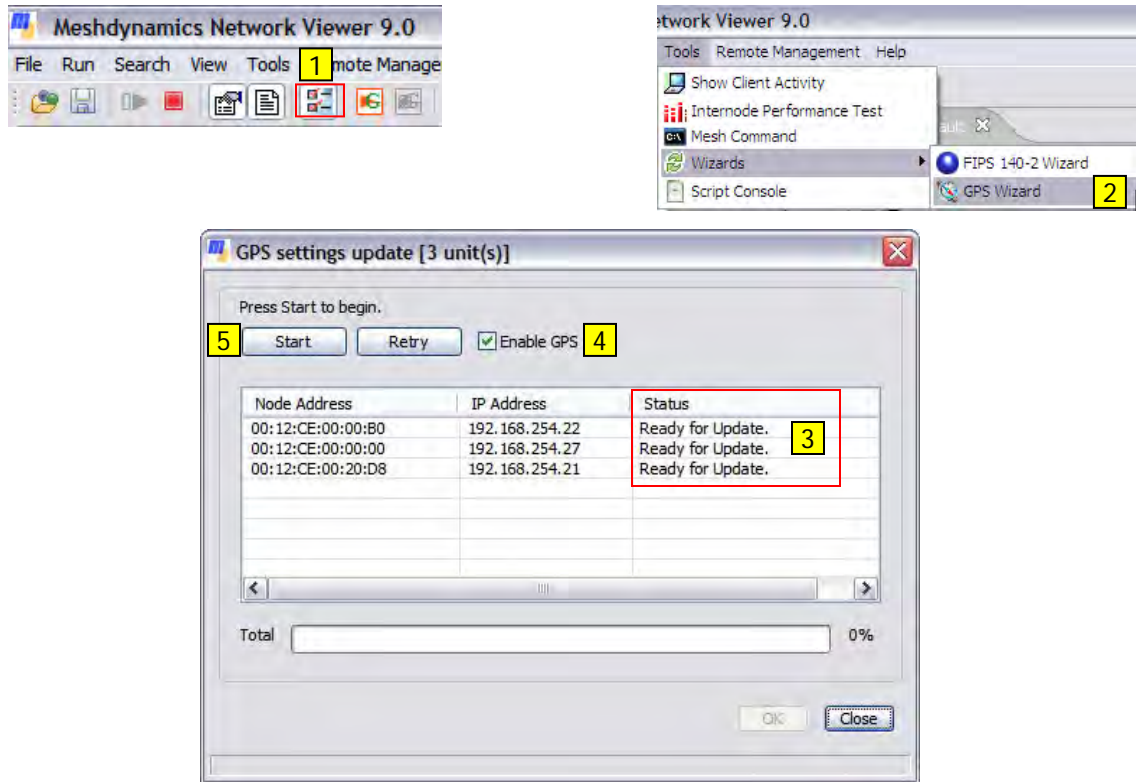 Meshdynamics Network Viewer 9.0
File Run Search View Tools 1 mote Manage
etwork Viewer 9.0
Tools Remote Management Help
Show Client Activity
Internode Performance Test
Mesh Command
Wizards
FIPS 140-2 Wizard
Script Console
GPS Wizard 2
GPS settings update [3 unit(s)]
Press Start to begin.
5 Start Retry Enable GPS 4
Node Address IP Address Status
00:12:CE:00:00:B0 192.168.254.22 Ready for Update.
3
00:12:CE:00:00:00 192.168.254.27 Ready for Update.
00:12:CE:00:20:D8 192.168.254.21 Ready for Update.
Total 0%
OK Close